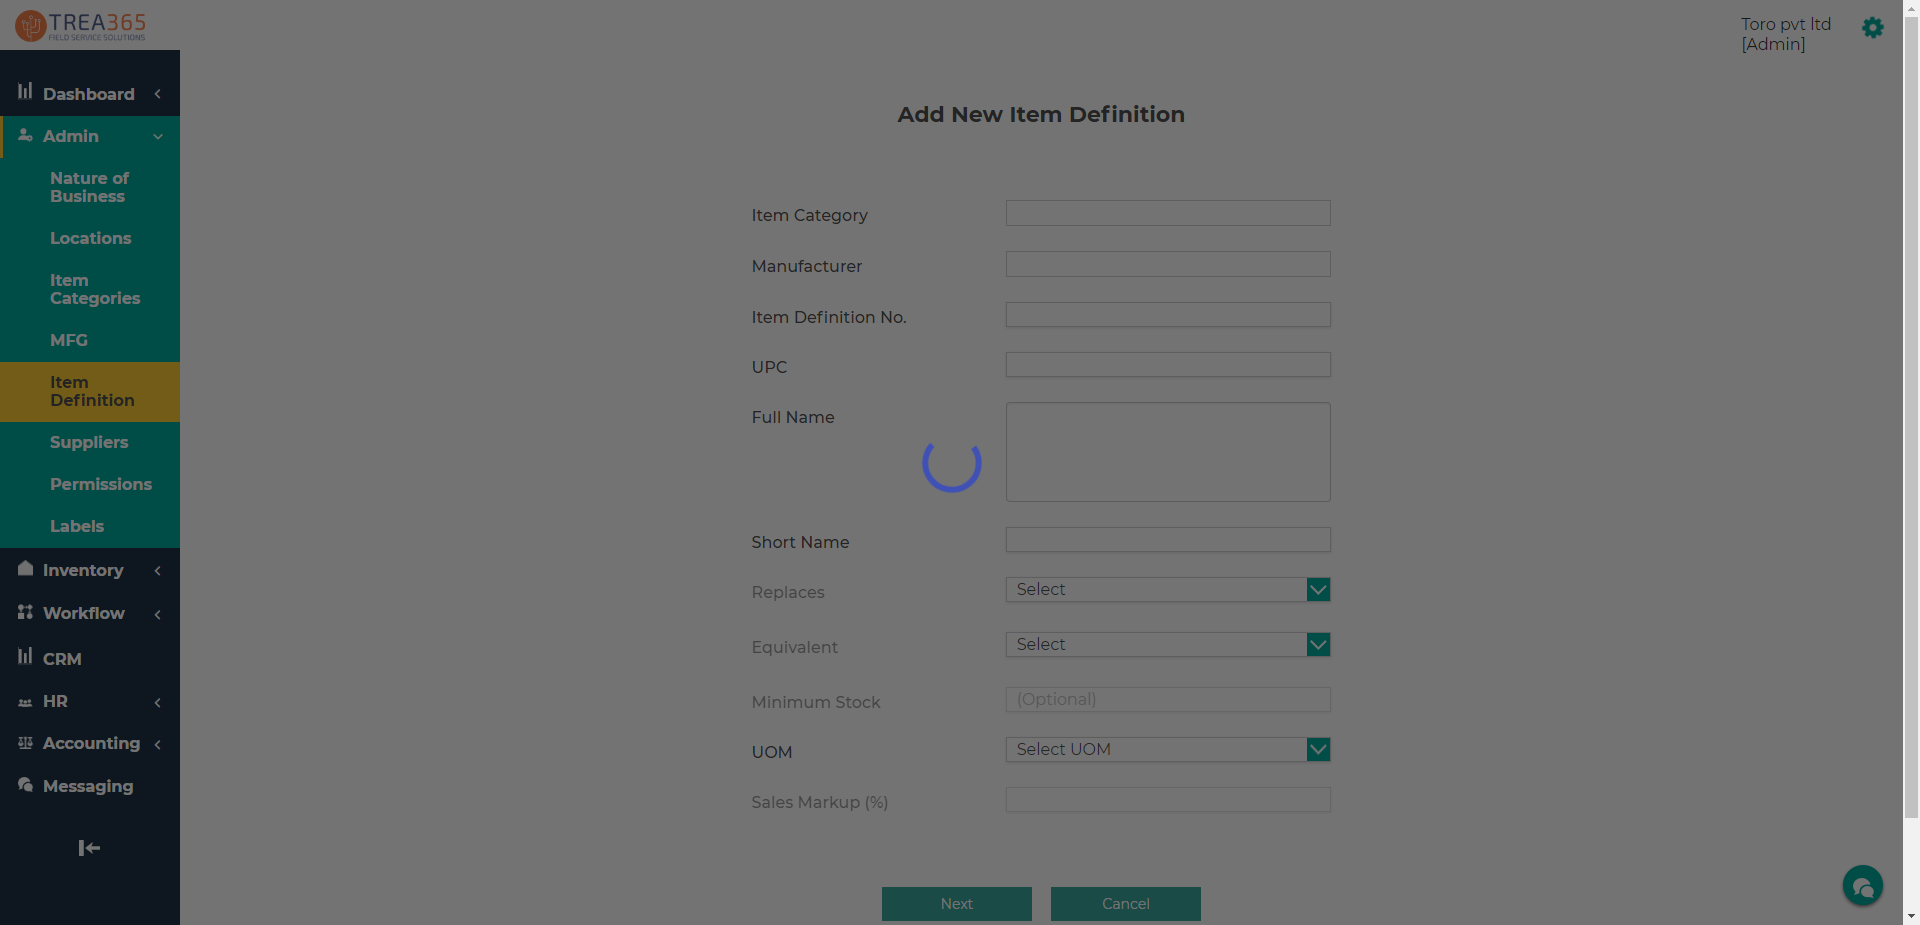 TREA365
FIELD SERVICE SOLUTIONS
Toro pvt ltd
[Admin]
Dashboard
Admin
Nature of
Business
Locations
Item
Categories
MFG
Item
Definition
Suppliers
Permissions
Labels
Inventory
Workflow
CRM
HR
Accounting
Messaging
Add New Item Definition
Item Category
Manufacturer
Item Definition No.
UPC
Full Name
Short Name
Replaces Select
Equivalent Select
Minimum Stock (Optional)
UOM Select UOM
Sales Markup (%)
Next Cancel